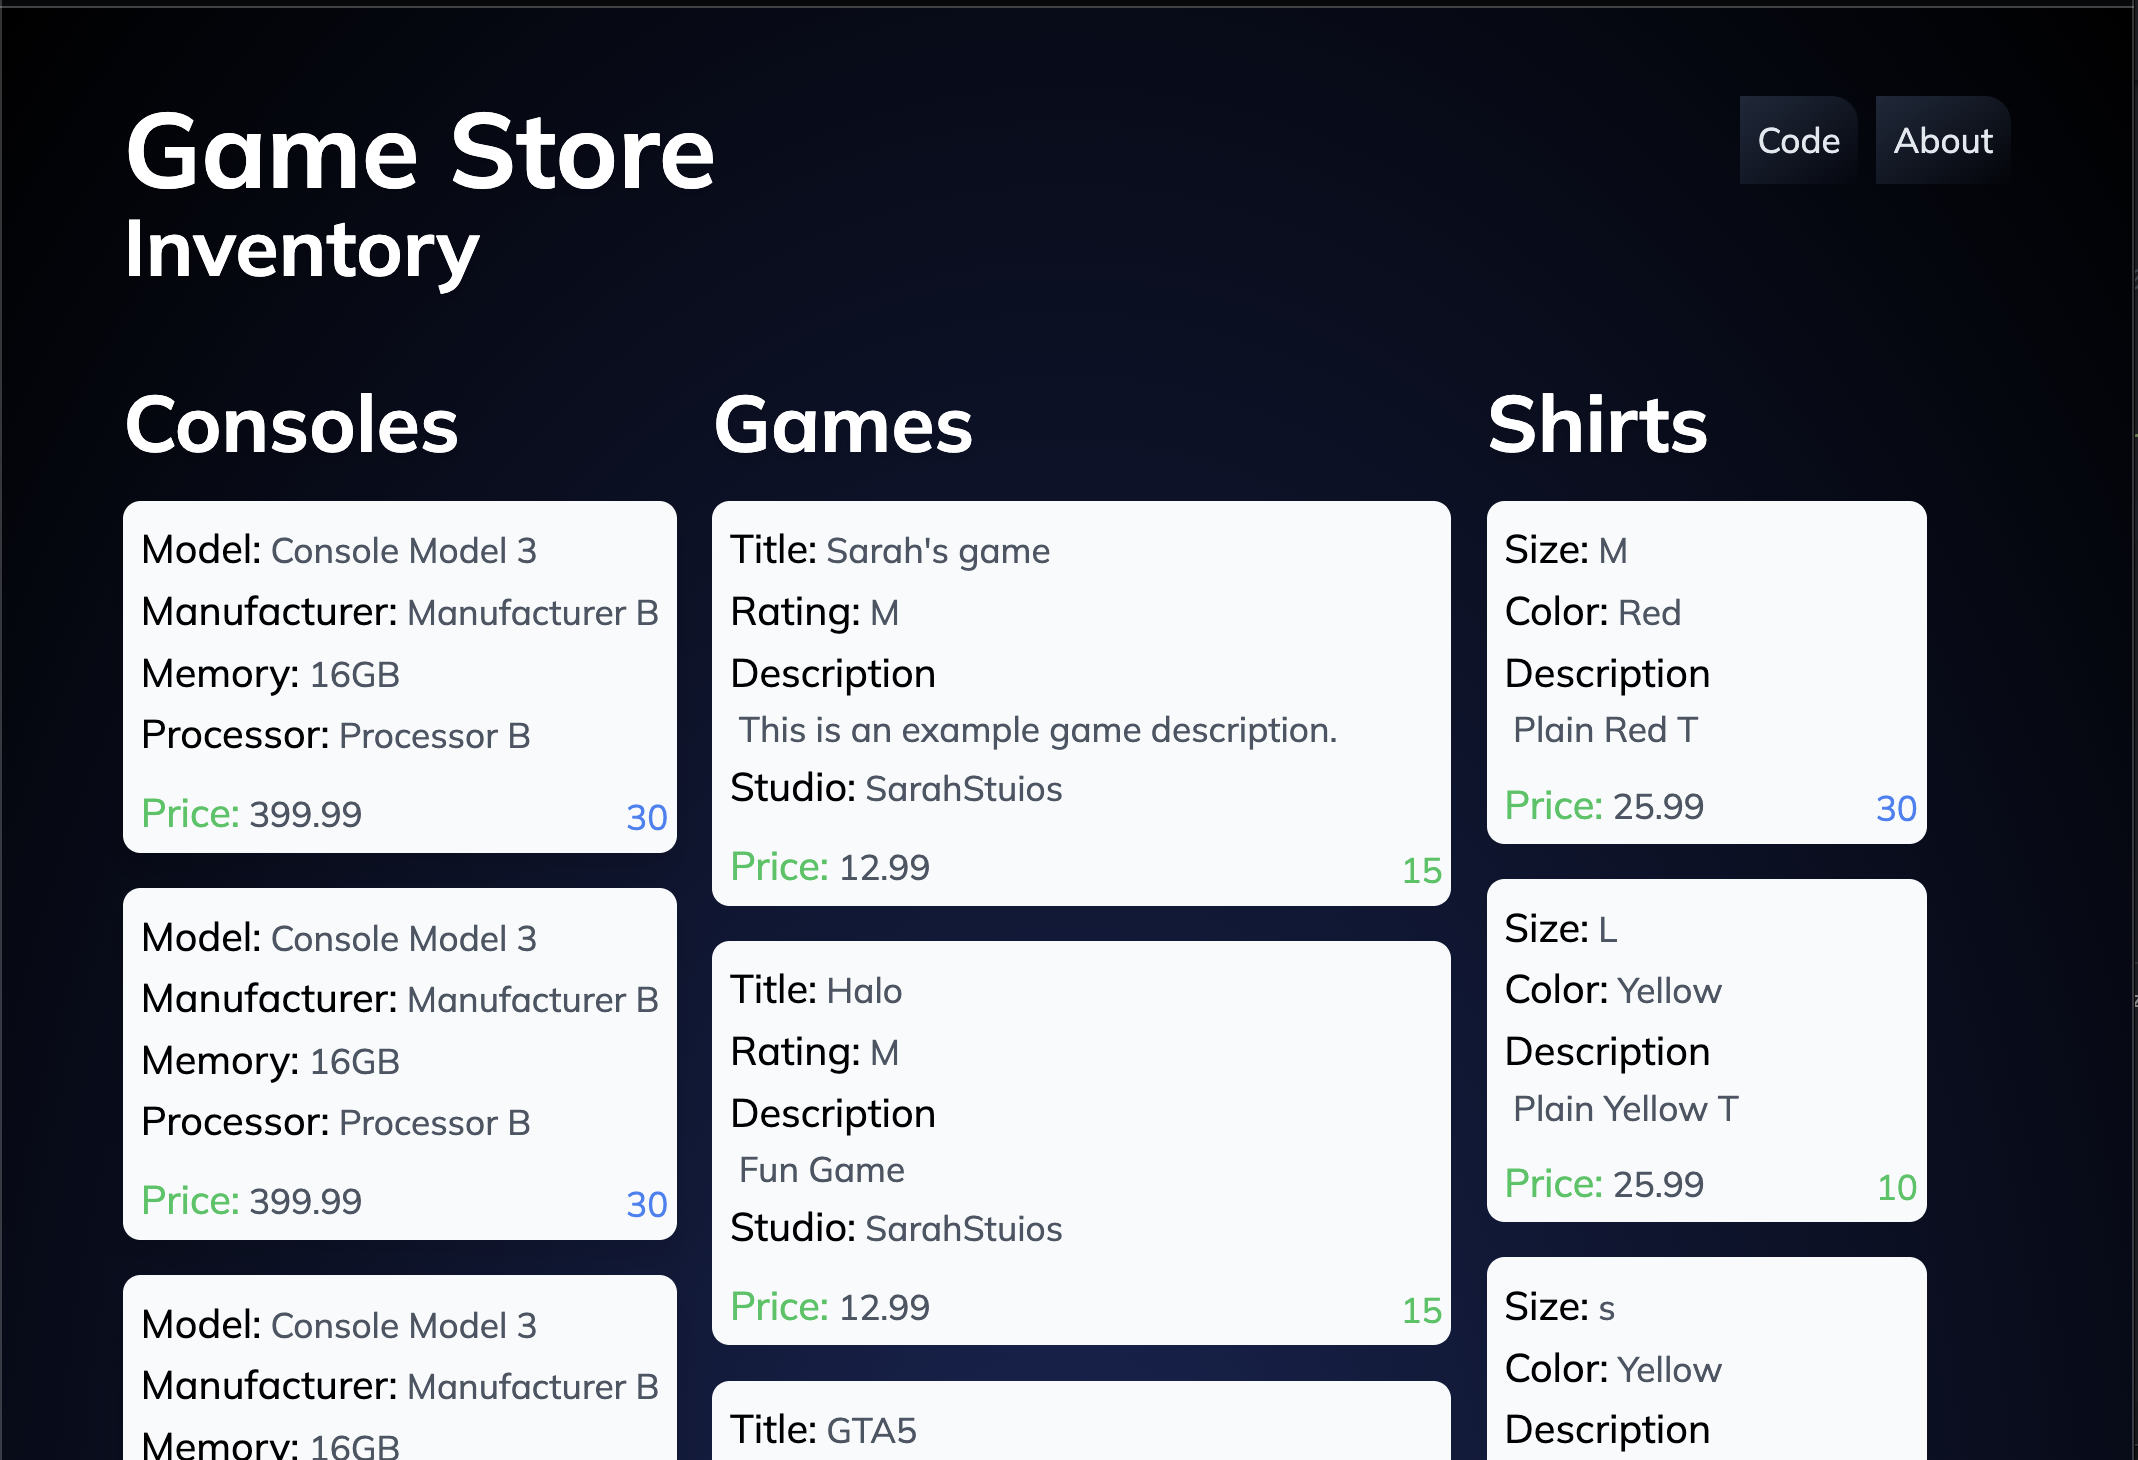 Game Store
Inventory
Code
About
Consoles
Model: Console Model 3
Manufacturer: Manufacturer B
Memory: 16GB
Processor: Processor B
Price: 399.99
30
Model: Console Model 3
Manufacturer: Manufacturer B
Memory: 16GB
Processor: Processor B
Price: 399.99
30
Model: Console Model 3
Manufacturer: Manufacturer B
Memory: 16GB
Games
Title: Sarah's game
Rating: M
Description
This is an example game description.
Studio: SarahStuios
Price: 12.99
15
Title: Halo
Rating: M
Description
Fun Game
Studio: SarahStuios
Price: 12.99
15
Title: GTA5
Shirts
Size: M
Color: Red
Description
Plain Red T
Price: 25.99
30
Size: L
Color: Yellow
Description
Plain Yellow T
Price: 25.99
10
Size: s
Color: Yellow
Description